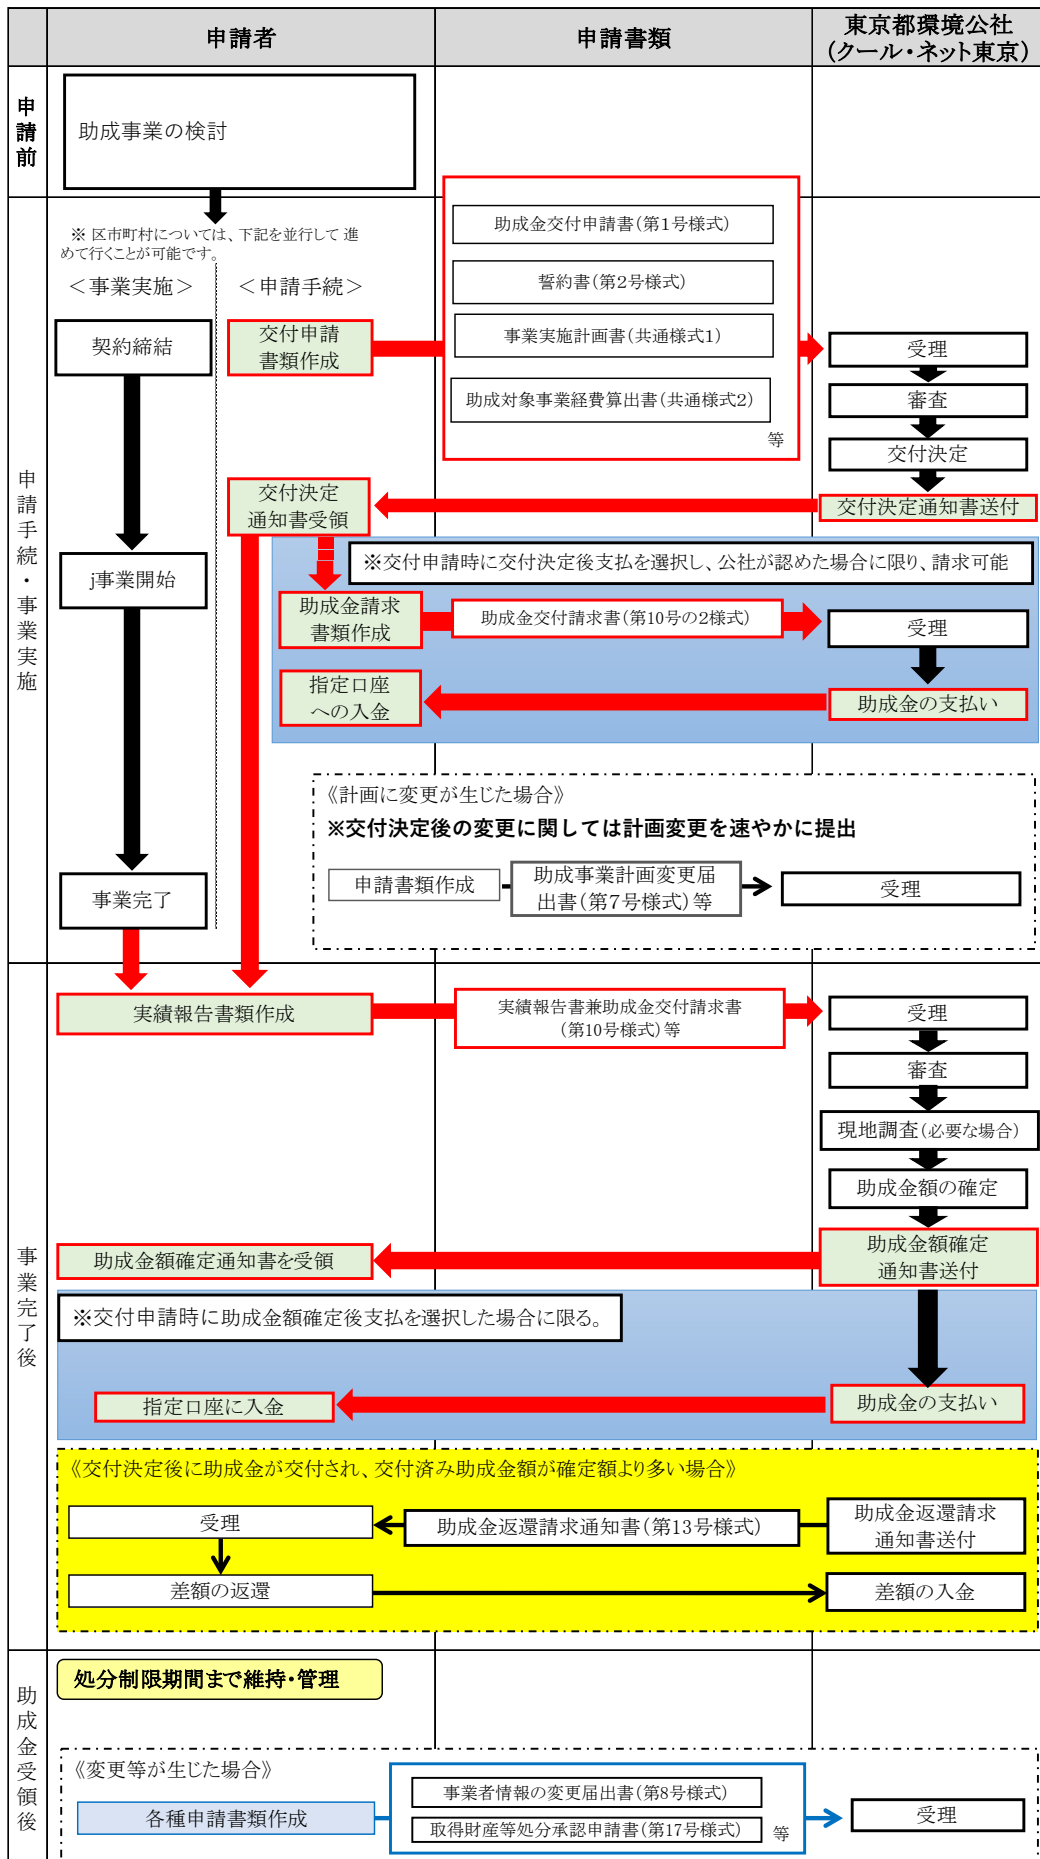 申請者
申請書類
東京都環境公社
(クール・ネット東京)
申請前
助成事業の検討
※ 区市町村については、下記を並行して 進
めて行くことが可能です。
＜事業実施＞
＜申請手続＞
助成金交付申請書(第1号様式)
誓約書(第2号様式)
事業実施計画書(共通様式1)
助成対象事業経費算出書(共通様式2)
等
契約締結
交付申請
書類作成
受理
審査
交付決定
交付決定通知書送付
交付決定
通知書受領
申請手続・事業実施
※交付申請時に交付決定後支払を選択し、公社が認めた場合に限り、請求可能
j事業開始
助成金請求
書類作成
助成金交付請求書(第10号の2様式)
受理
指定口座
への入金
助成金の支払い
《計画に変更が生じた場合》
※交付決定後の変更に関しては計画変更を速やかに提出
申請書類作成
助成事業計画変更届
出書(第7号様式)等
受理
事業完了
実績報告書類作成
実績報告書兼助成金交付請求書
(第10号様式)等
受理
審査
現地調査(必要な場合)
助成金額の確定
助成金額確定
通知書送付
助成金額確定通知書を受領
事業完了後
※交付申請時に助成金額確定後支払を選択した場合に限る。
指定口座に入金
助成金の支払い
《交付決定後に助成金が交付され、交付済み助成金額が確定額より多い場合》
受理
助成金返還請求通知書(第13号様式)
助成金返還請求
通知書送付
差額の返還
差額の入金
助成金受領後
処分制限期間まで維持・管理
《変更等が生じた場合》
各種申請書類作成
事業者情報の変更届出書(第8号様式)
取得財産等処分承認申請書(第17号様式)
等
受理